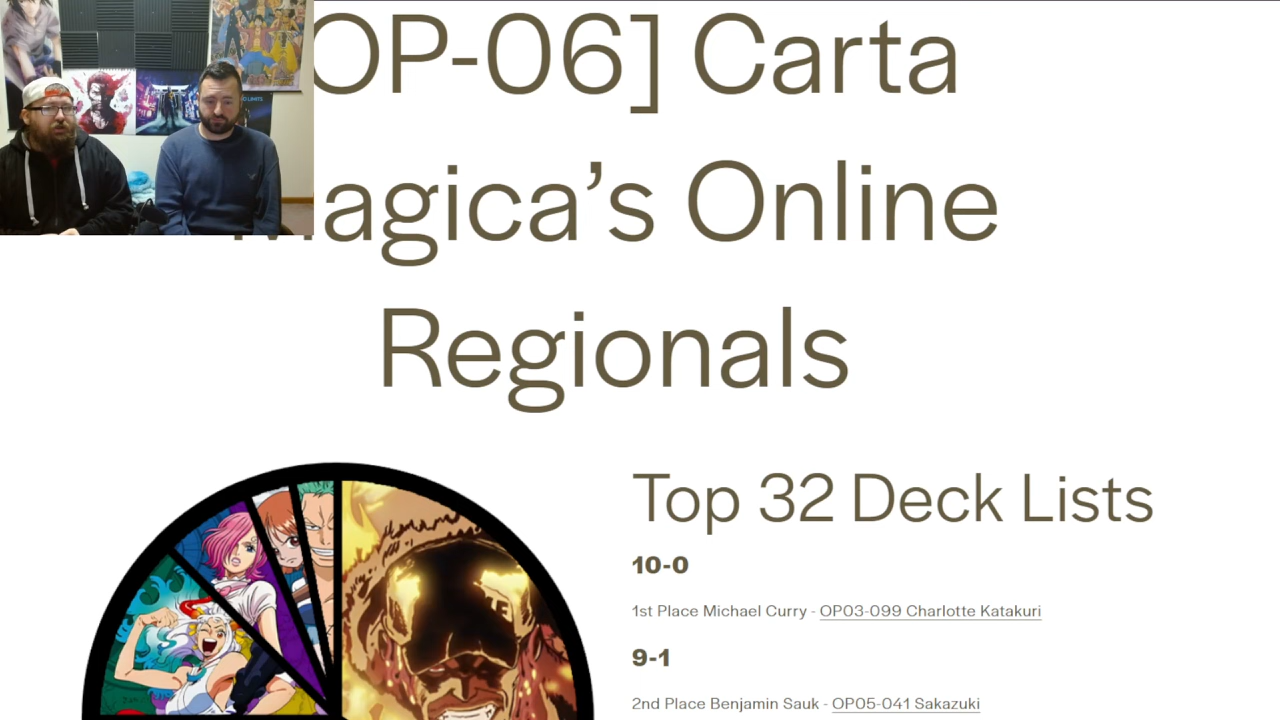 OP-06] Carta
Magica’s Online
Regionals
Top 32 Deck Lists
10-0
1st Place Michael Curry - OP03-099 Charlotte Katakuri
9-1
2nd Place Benjamin Sauk - OP05-041 Sakazuki